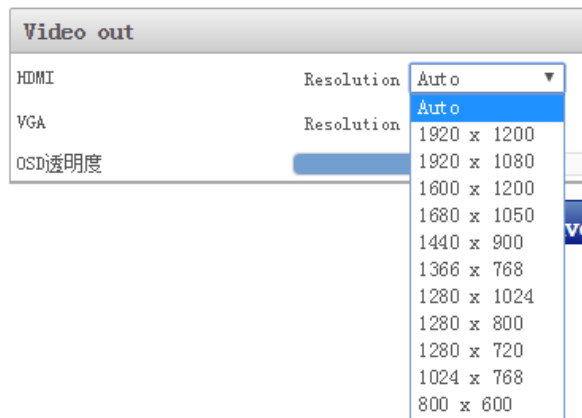 Video out
HDMI Resolution Auto
Auto
VGA Resolution
1920 x 1200
1920 x 1080
OSD透明度
1600 x 1200
1680 x 1050
1440 x 900
1366 x 768
1280 x 1024
1280 x 800
1280 x 720
1024 x 768
800 x 600